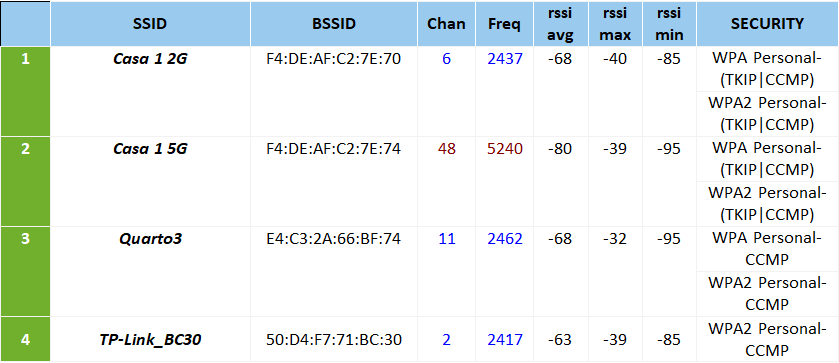 SSID BSSID Chan Freq rssi avg rssi max rssi min SECURITY
1 Casa 1 2G F4:DE:AF:C2:7E:70 6 2437 -68 -40 -85 WPA Personal-
(TKIP|CCMP)
WPA2 Personal-
(TKIP|CCMP)
2 Casa 1 5G F4:DE:AF:C2:7E:74 48 5240 -80 -39 -95 WPA Personal-
(TKIP|CCMP)
WPA2 Personal-
(TKIP|CCMP)
3 Quarto3 E4:C3:2A:66:BF:74 11 2462 -68 -32 -95 WPA Personal-
CCMP
WPA2 Personal-
CCMP
4 TP-Link_BC30 50:D4:F7:71:BC:30 2 2417 -63 -39 -85 WPA2 Personal-
CCMP